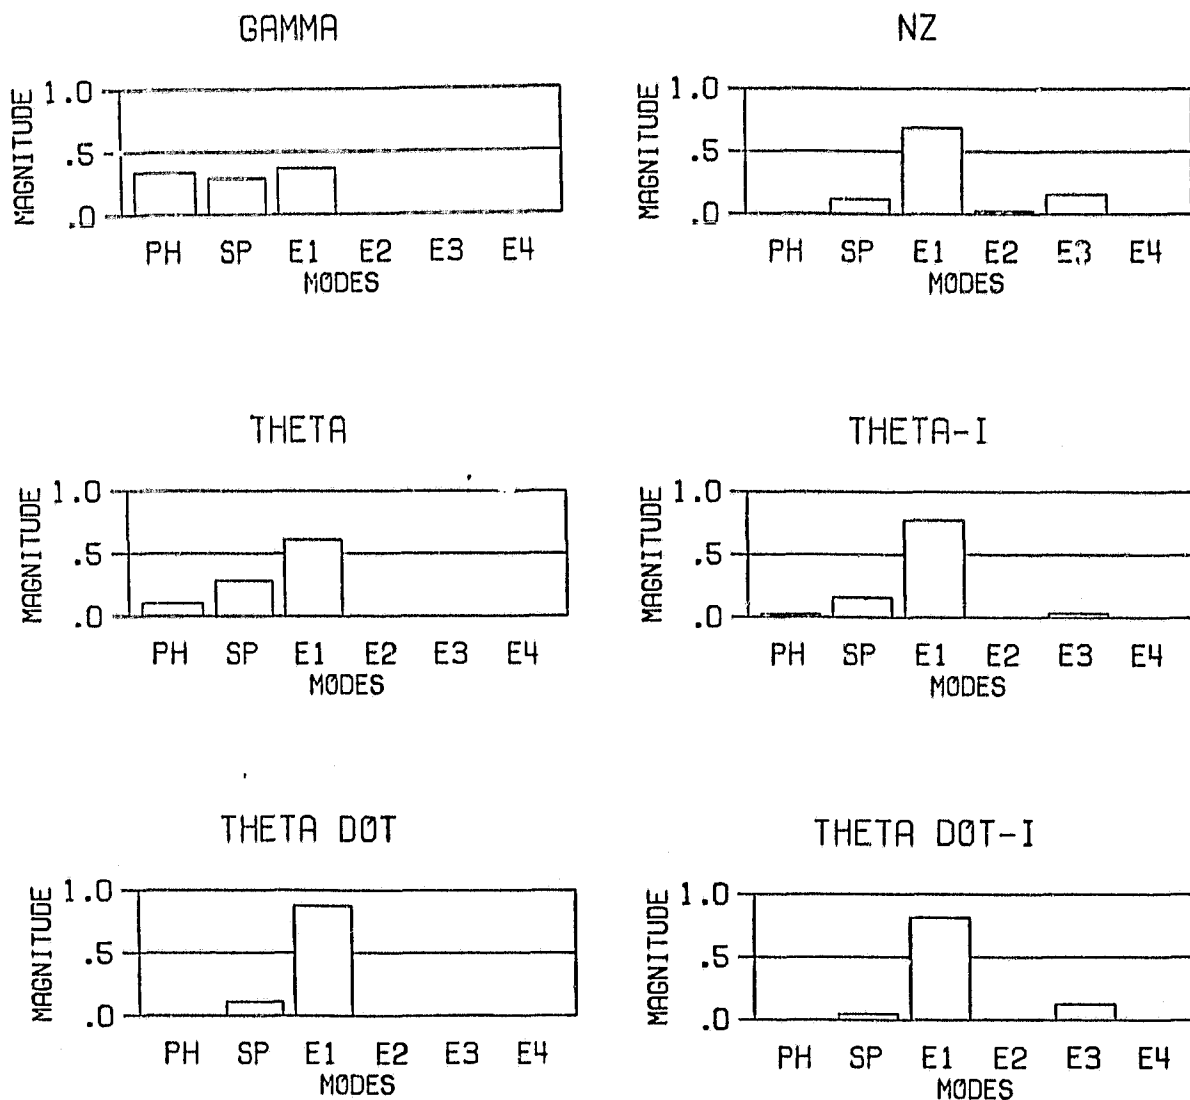 GAMMA
MAGNITUDE
1.0
.5
.0
PH SP E1 E2 E3 E4
MODES
NZ
MAGNITUDE
1.0
.5
.0
PH SP E1 E2 E3 E4
MODES
THETA
MAGNITUDE
1.0
.5
.0
PH SP E1 E2 E3 E4
MODES
THETA-I
MAGNITUDE
1.0
.5
.0
PH SP E1 E2 E3 E4
MODES
THETA DOT
MAGNITUDE
1.0
.5
.0
PH SP E1 E2 E3 E4
MODES
THETA DOT-I
MAGNITUDE
1.0
.5
.0
PH SP E1 E2 E3 E4
MODES